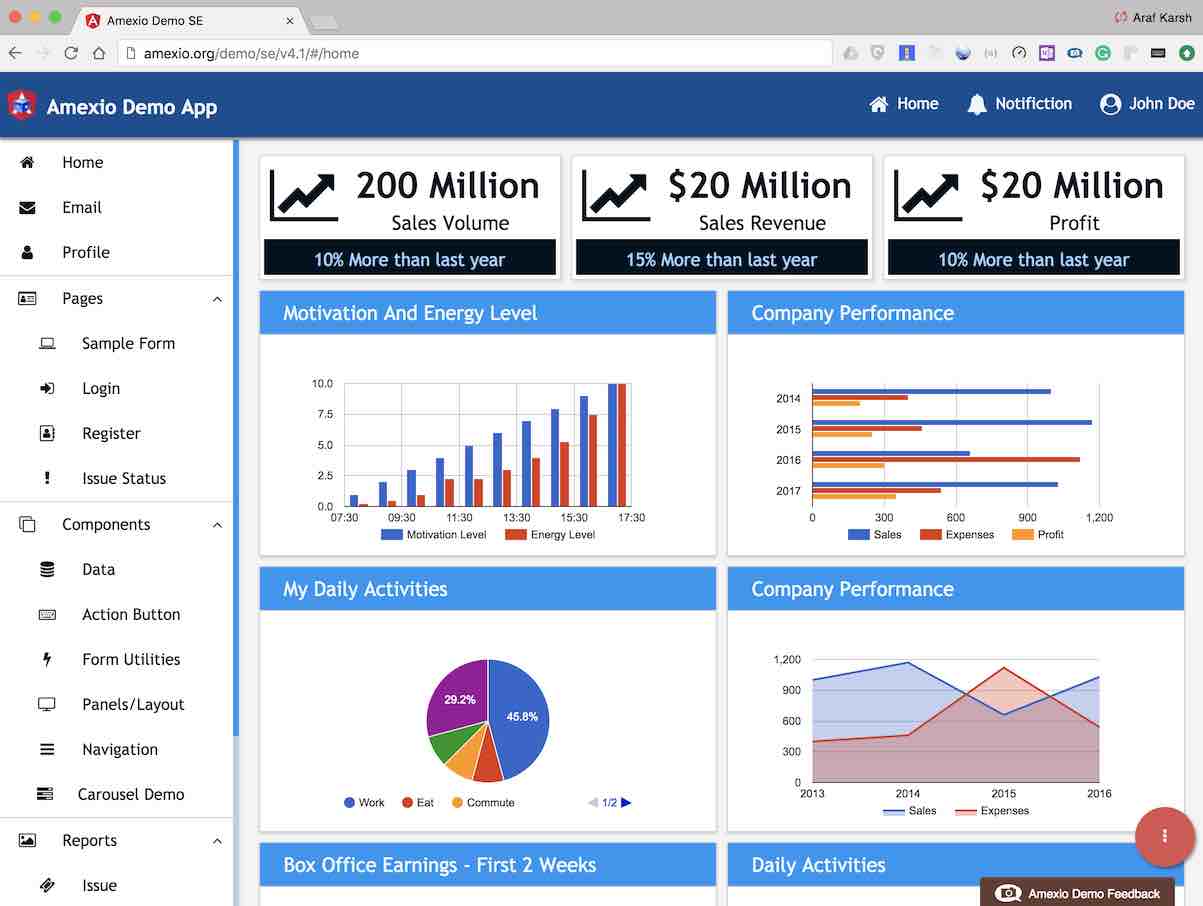 Amexio Demo SE
Araf Karsh
amexio.org/demo/se/v4.1/#/home
Amexio Demo App
Home
Notifiction
John Doe
Home
Email
Profile
Pages
Sample Form
Login
Register
Issue Status
Components
Data
Action Button
Form Utilities
Panels/Layout
Navigation
Carousel Demo
Reports
Issue
200 Million
Sales Volume
10% More than last year
$20 Million
Sales Revenue
15% More than last year
$20 Million
Profit
10% More than last year
Motivation And Energy Level
10.0
7.5
5.0
2.5
0.0
07:30 09:30 11:30 13:30 15:30 17:30
Motivation Level Energy Level
Company Performance
2014
2015
2016
2017
0 300 600 900 1,200
Sales Expenses Profit
My Daily Activities
29.2%
45.8%
Work Eat Commute 1/2
Company Performance
1,200
900
600
300
0
2013 2014 2015 2016
Sales Expenses
Box Office Earnings - First 2 Weeks
Daily Activities
Amexio Demo Feedback